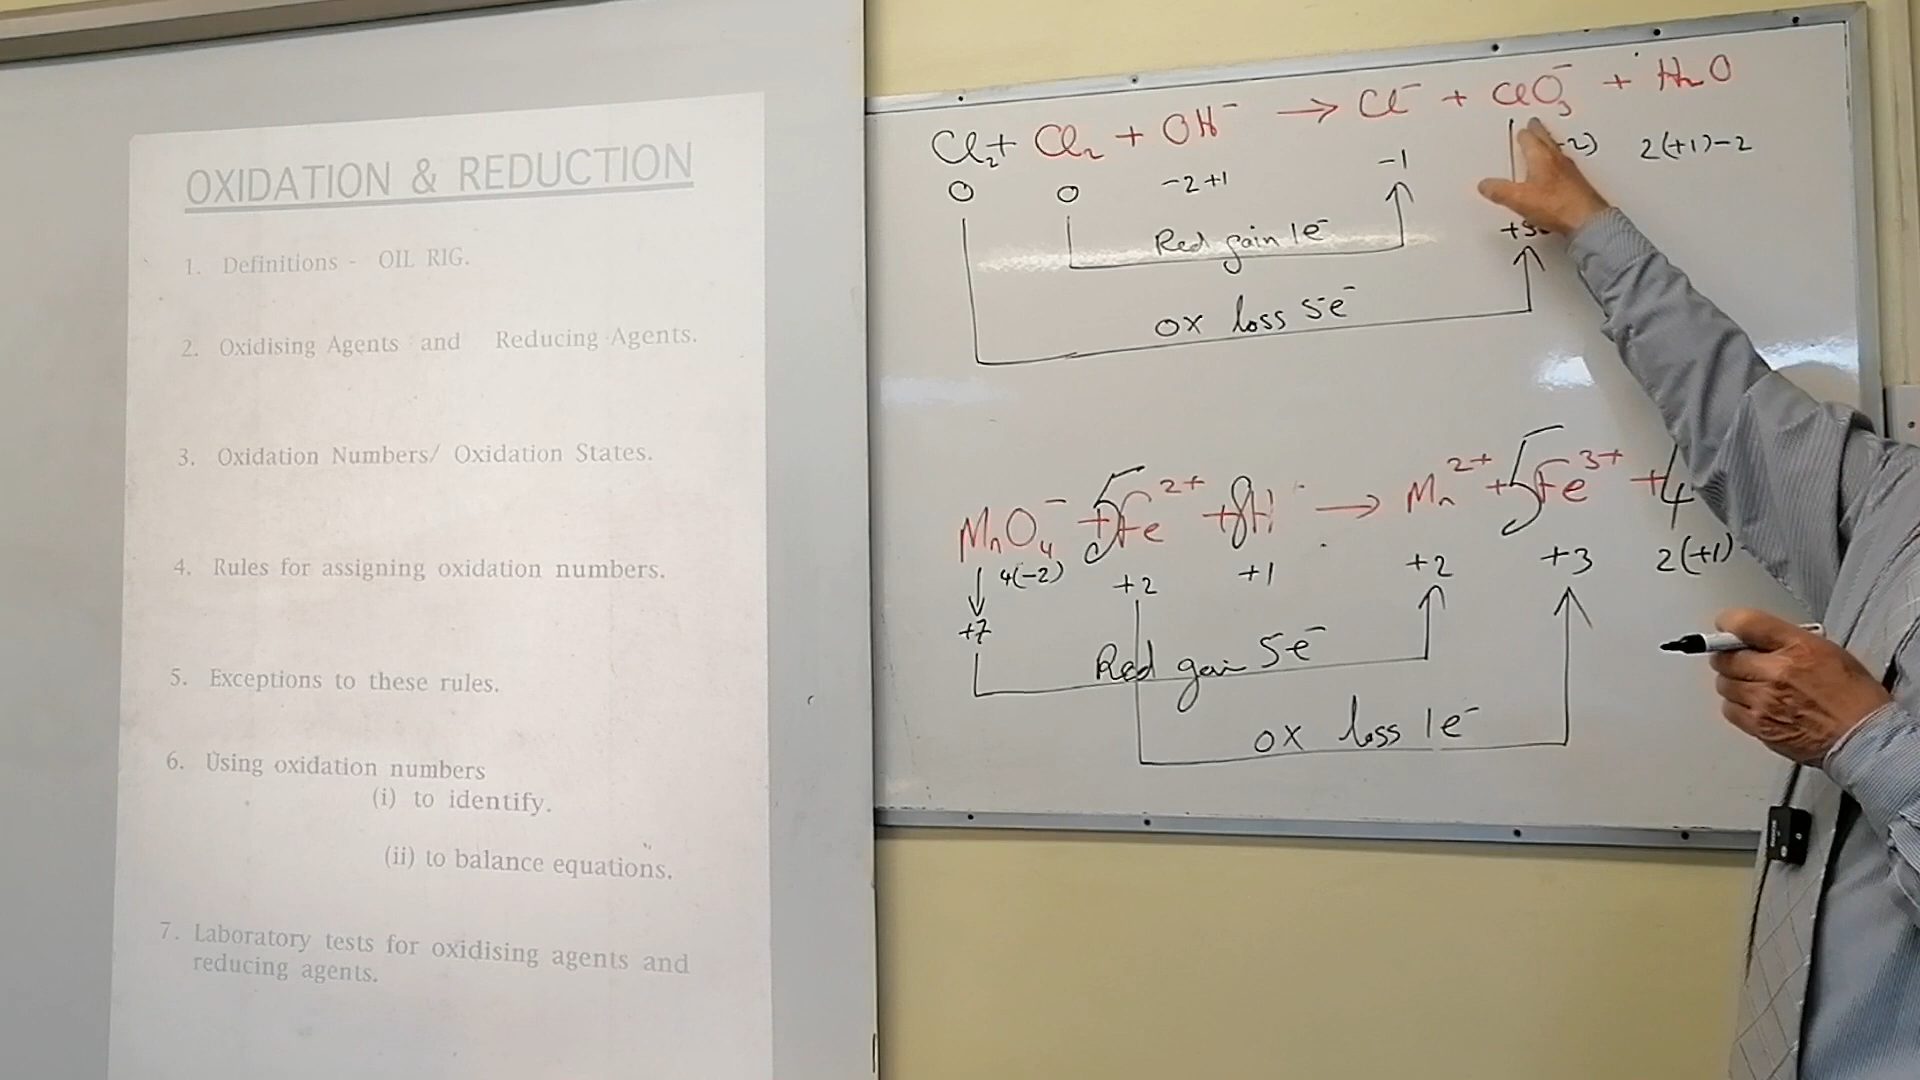 OXIDATION & REDUCTION
1. Definitions - OIL RIG.
2. Oxidising Agents and Reducing Agents.
3. Oxidation Numbers/ Oxidation States.
4. Rules for assigning oxidation numbers.
5. Exceptions to these rules.
6. Using oxidation numbers
(i) to identify.
(ii) to balance equations.
7. Laboratory tests for oxidising agents and
reducing agents.
Cl₂ + Cl₂ + OH⁻ → Cl⁻ + ClO₃⁻ + H₂O
0 0 -2+1 -1 -2) 2(+1)-2
Red gain 1e⁻ +5
ox loss 5e⁻
MnO₄⁻ + 5Fe²⁺ + 8H → Mn²⁺ + 5Fe³⁺ + 4
4(-2) +2 +1 +2 +3 2(+1)
+7
Red gain 5e⁻
ox loss 1e⁻